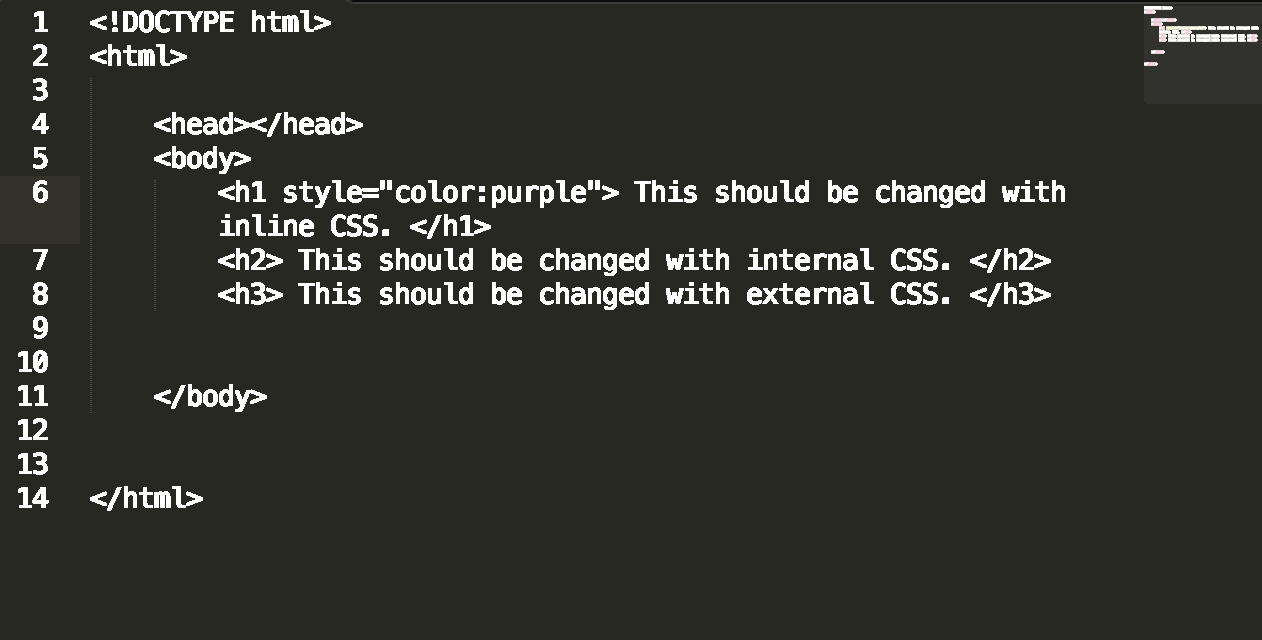 1 <!DOCTYPE html>
2 <html>
3
4 <head></head>
5 <body>
6 <h1 style="color:purple"> This should be changed with
inline CSS. </h1>
7 <h2> This should be changed with internal CSS. </h2>
8 <h3> This should be changed with external CSS. </h3>
9
10
11 </body>
12
13
14 </html>